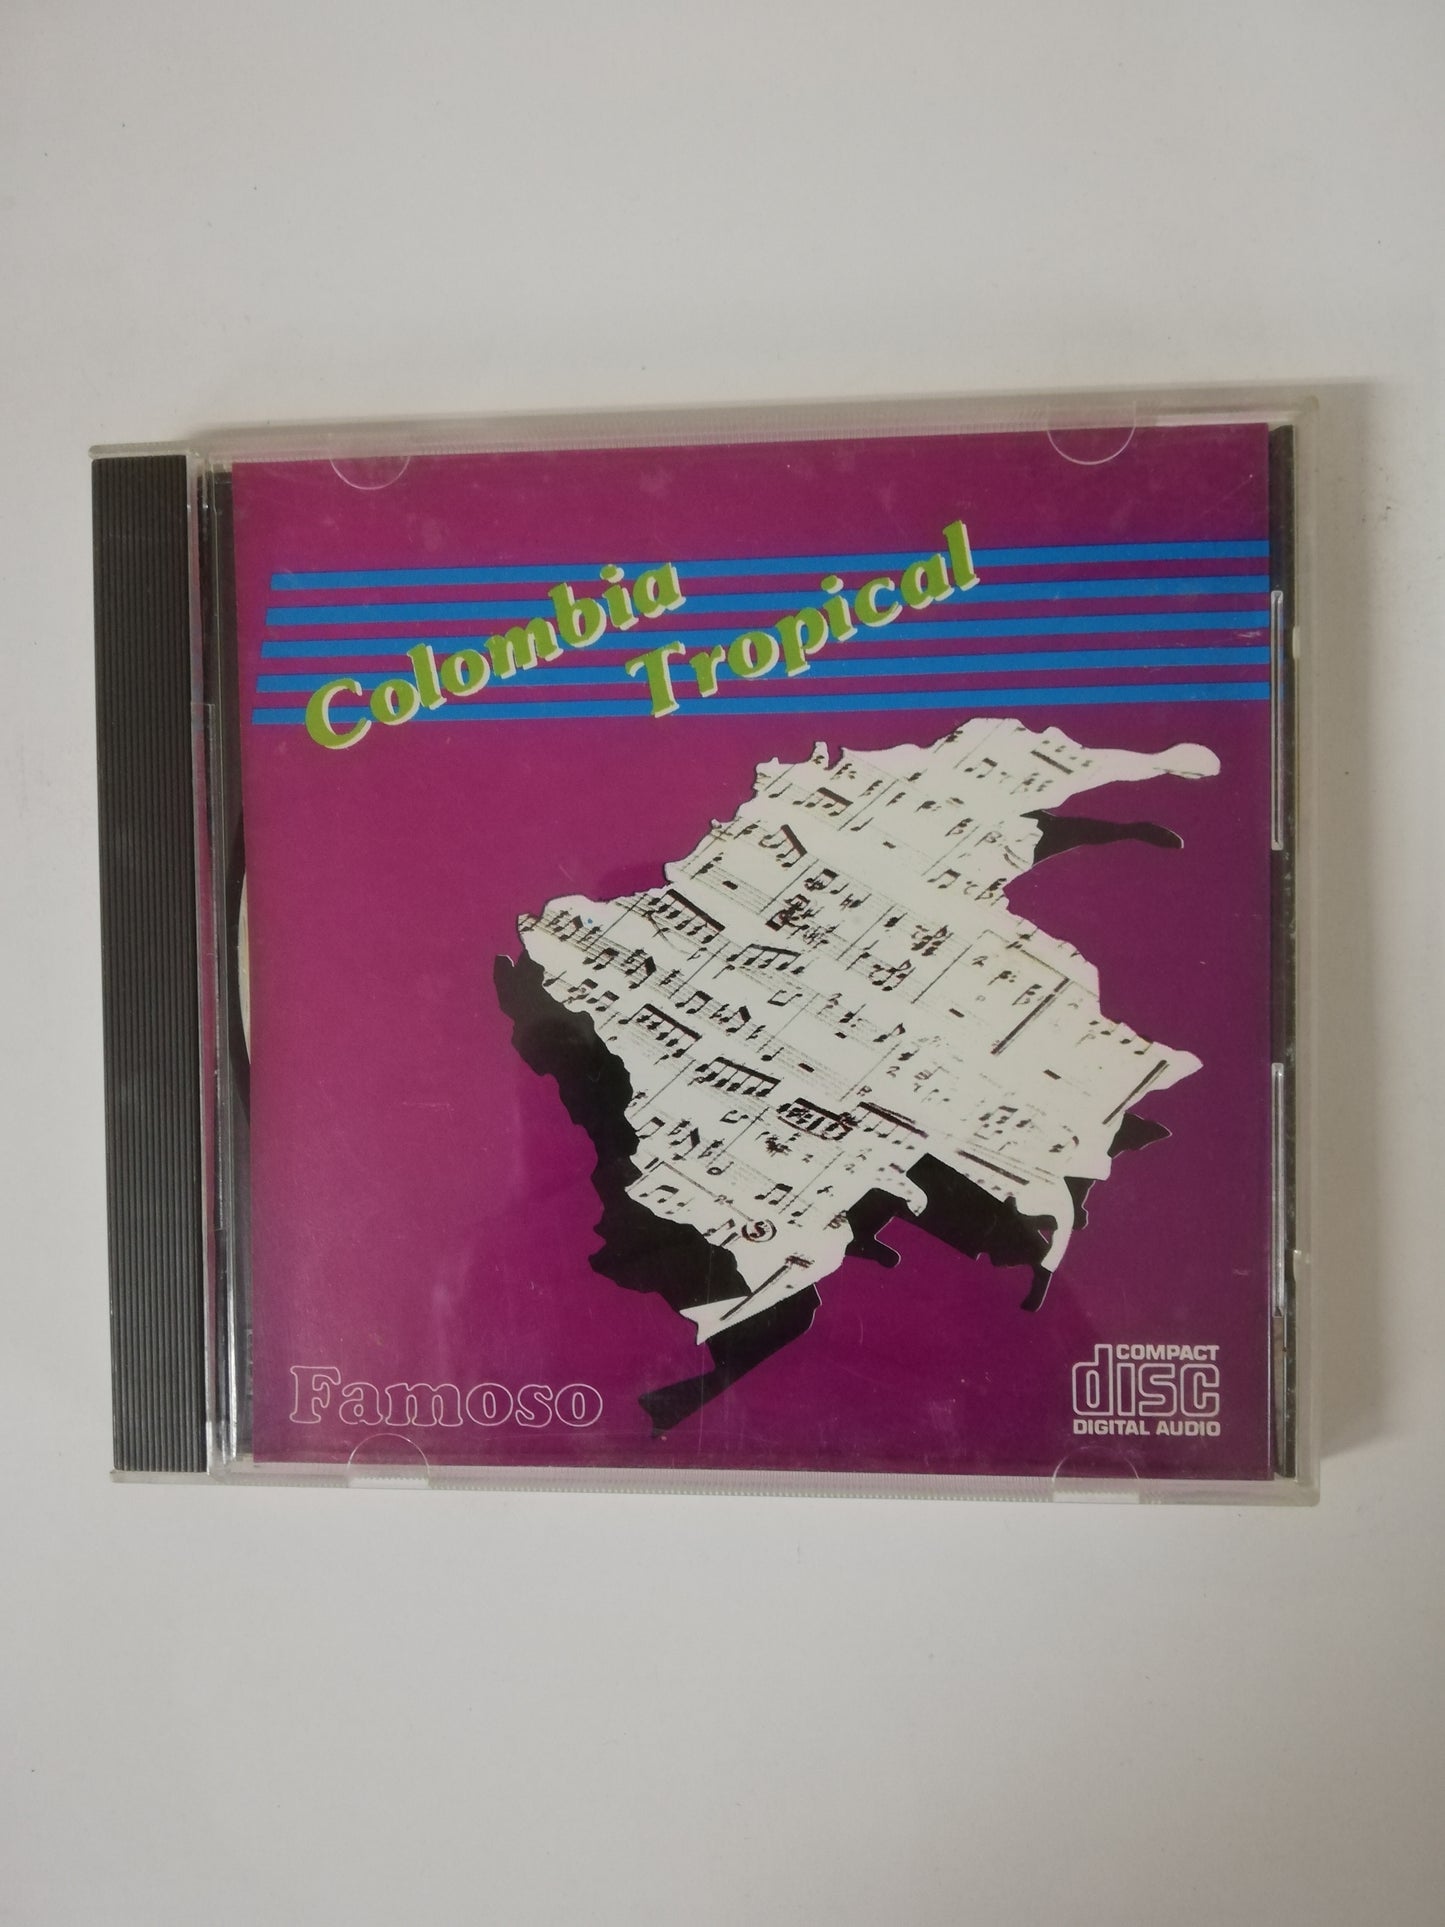 Colombia
Tropical
Famoso
COMPACT
disc
DIGITAL AUDIO